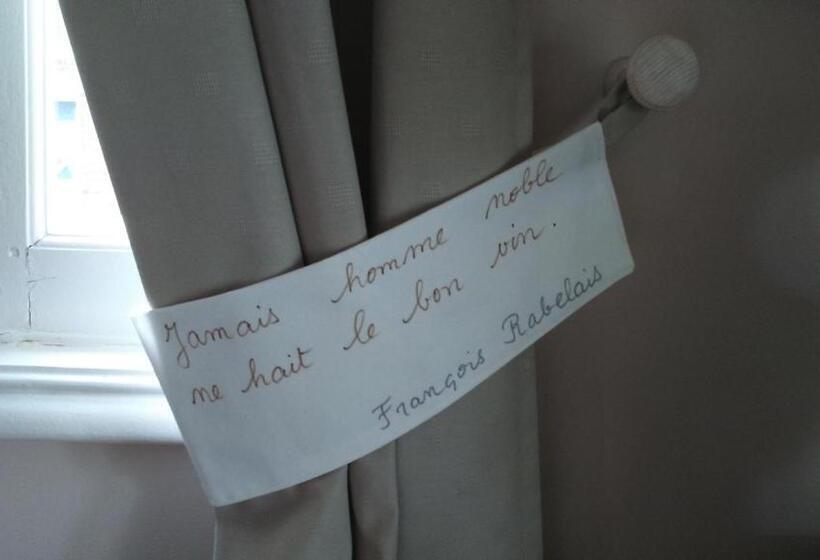 Jamais homme noble
ne hait le bon vin.
François Rabelais